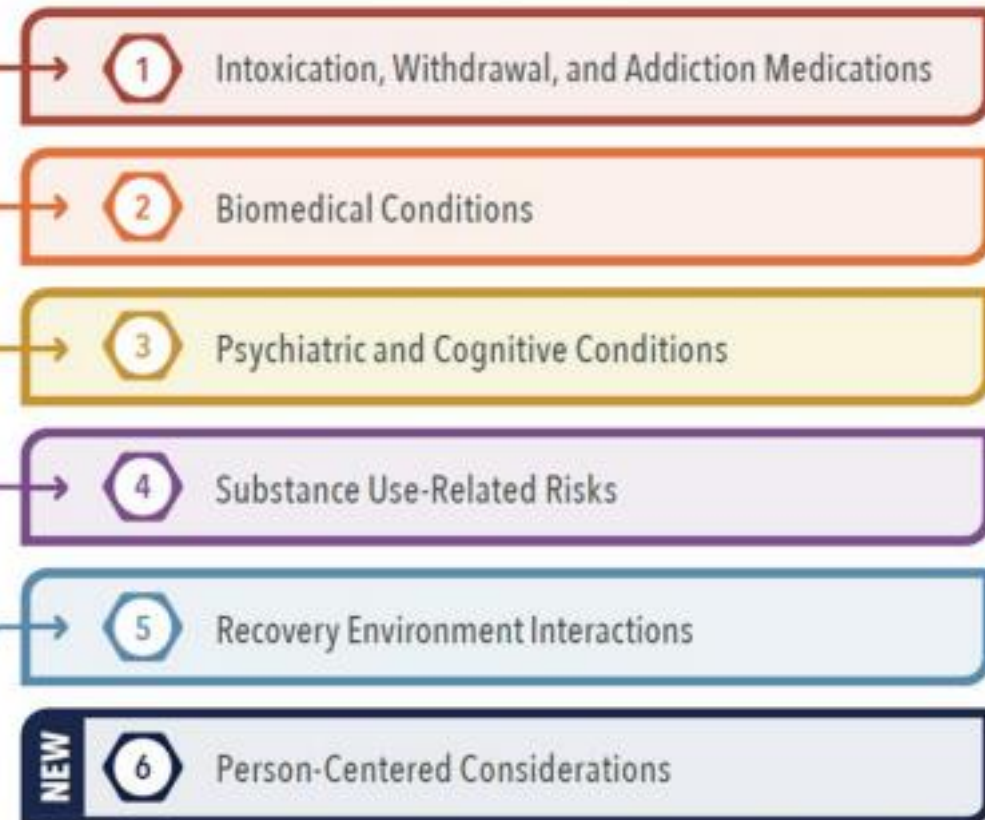 1 Intoxication, Withdrawal, and Addiction Medications
2 Biomedical Conditions
3 Psychiatric and Cognitive Conditions
4 Substance Use-Related Risks
5 Recovery Environment Interactions
NEW 6 Person-Centered Considerations